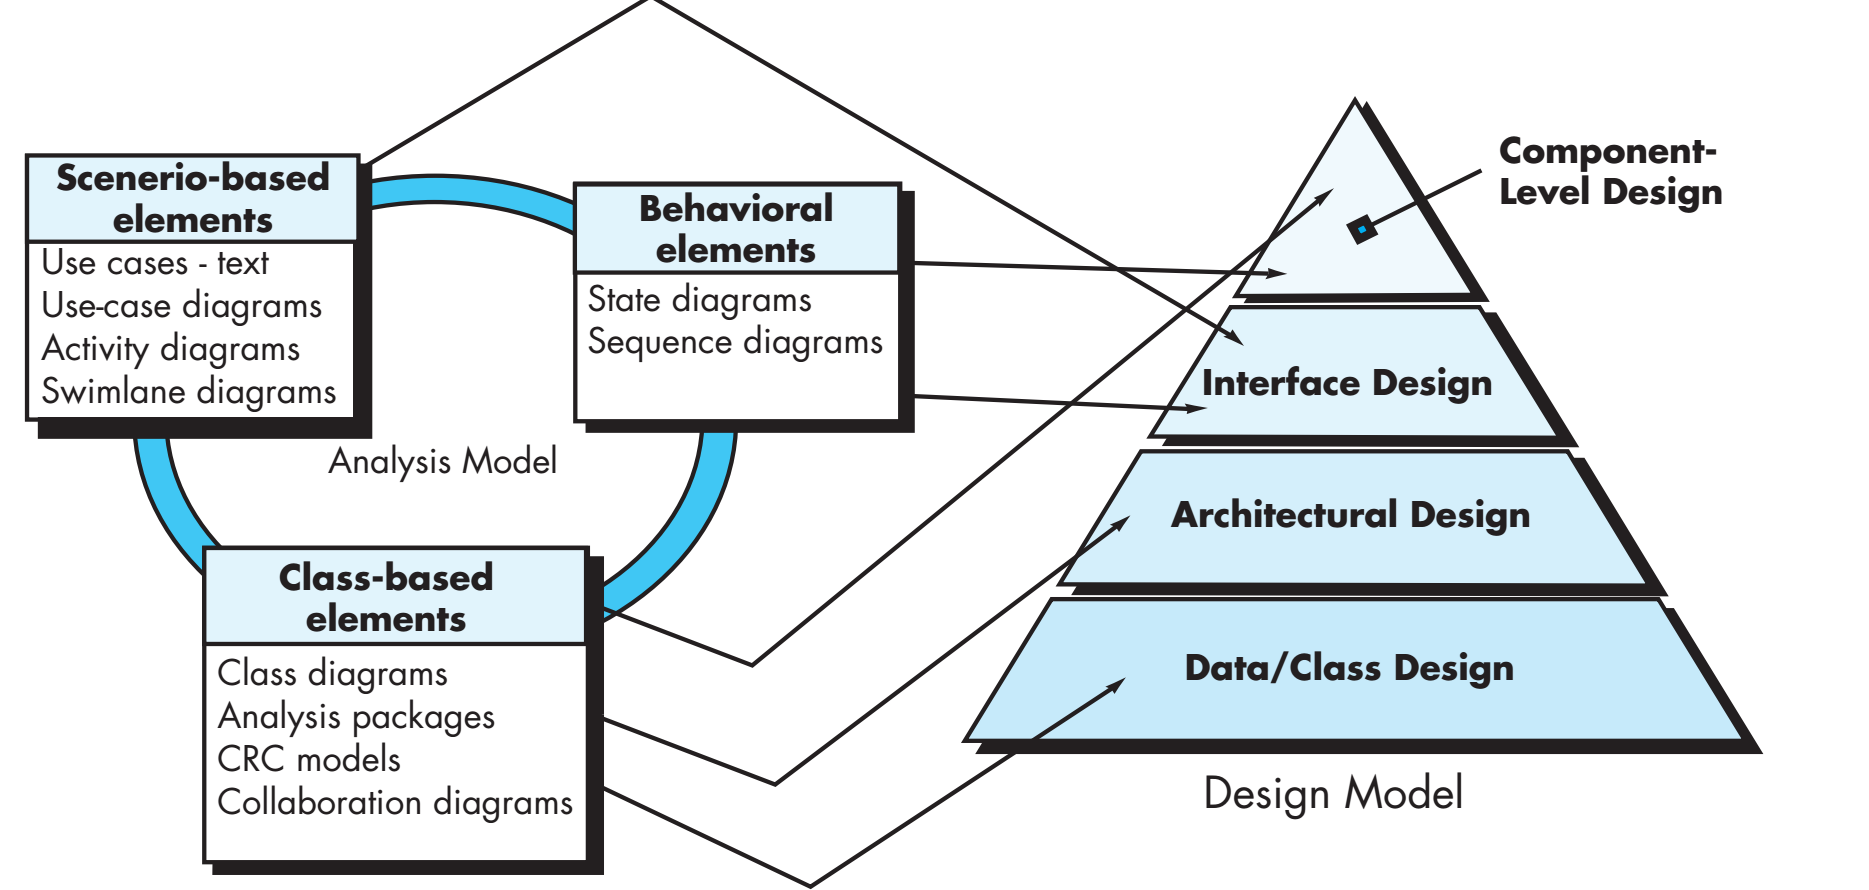 Scenerio-based
elements
Use cases - text
Use-case diagrams
Activity diagrams
Swimlane diagrams
Behavioral
elements
State diagrams
Sequence diagrams
Analysis Model
Class-based
elements
Class diagrams
Analysis packages
CRC models
Collaboration diagrams
Component-
Level Design
Interface Design
Architectural Design
Data/Class Design
Design Model